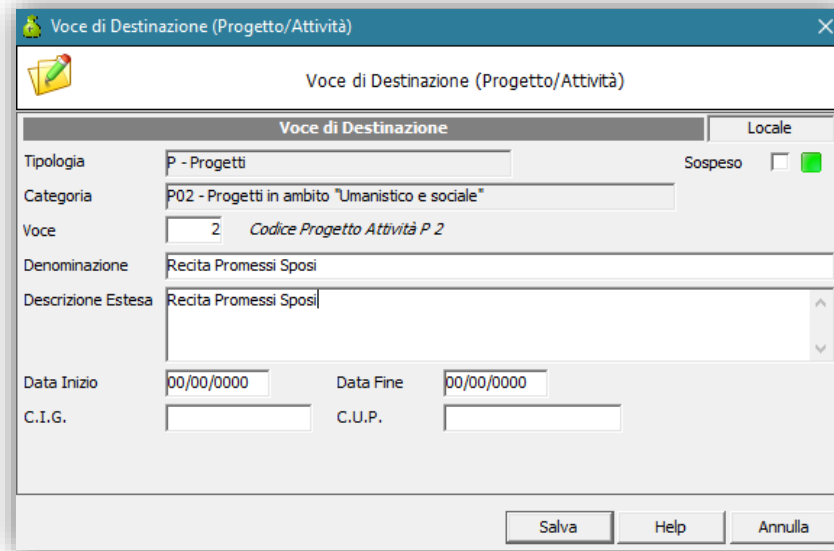 Voce di Destinazione (Progetto/Attività)
Voce di Destinazione (Progetto/Attività)
Voce di Destinazione Locale
Tipologia P - Progetti Sospeso
Categoria P02 - Progetti in ambito "Umanistico e sociale"
Voce 2 Codice Progetto Attività P 2
Denominazione Recita Promessi Sposi
Descrizione Estesa Recita Promessi Sposi
Data Inizio 00/00/0000 Data Fine 00/00/0000
C.I.G. C.U.P.
Salva Help Annulla